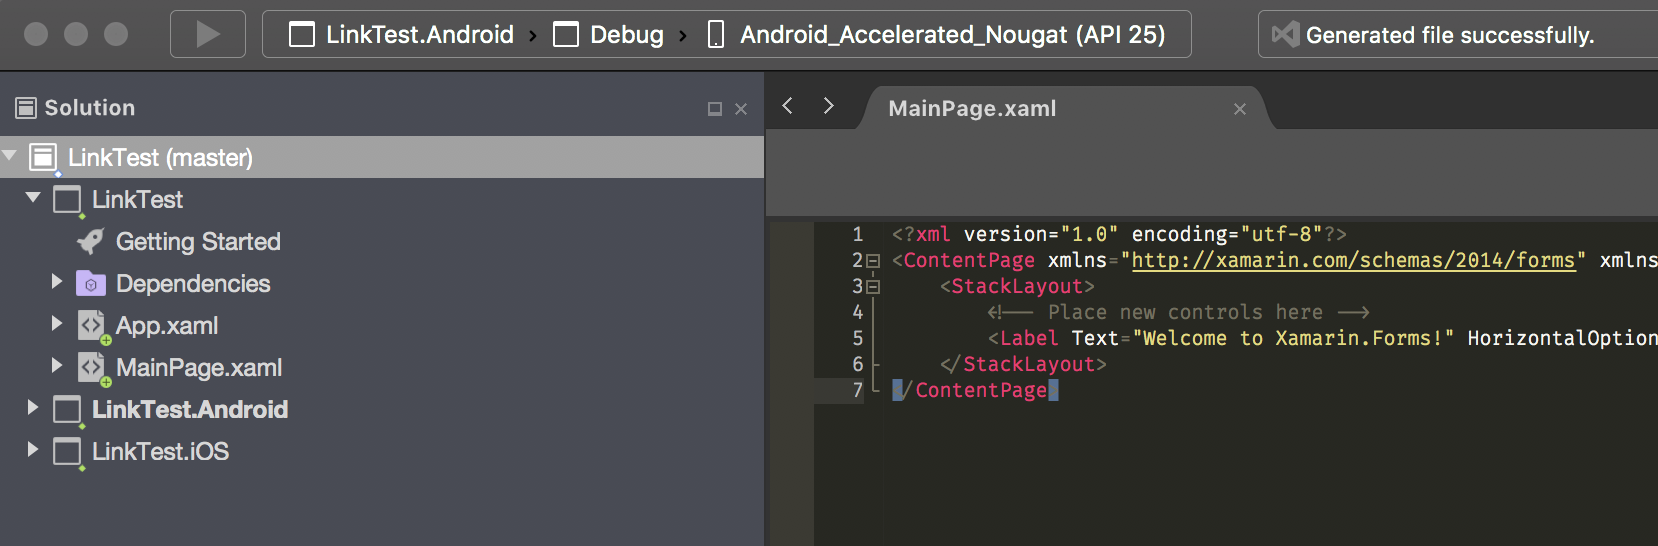 LinkTest.Android › Debug › Android_Accelerated_Nougat (API 25)
Generated file successfully.
Solution
MainPage.xaml
LinkTest (master)
LinkTest
Getting Started
Dependencies
App.xaml
MainPage.xaml
LinkTest.Android
LinkTest.iOS
1 <?xml version="1.0" encoding="utf-8"?>
2 <ContentPage xmlns="http://xamarin.com/schemas/2014/forms" xmlns
3 <StackLayout>
4 <!-- Place new controls here -->
5 <Label Text="Welcome to Xamarin.Forms!" HorizontalOption
6 </StackLayout>
7 </ContentPage>